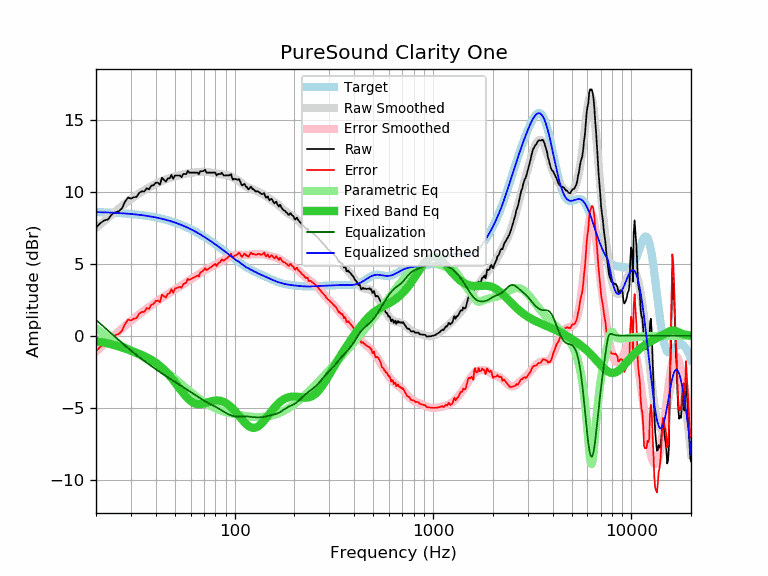 PureSound Clarity One
Target
Raw Smoothed
Error Smoothed
Raw
Error
Parametric Eq
Fixed Band Eq
Equalization
Equalized smoothed
15
10
5
0
−5
−10
Amplitude (dBr)
100
1000
10000
Frequency (Hz)